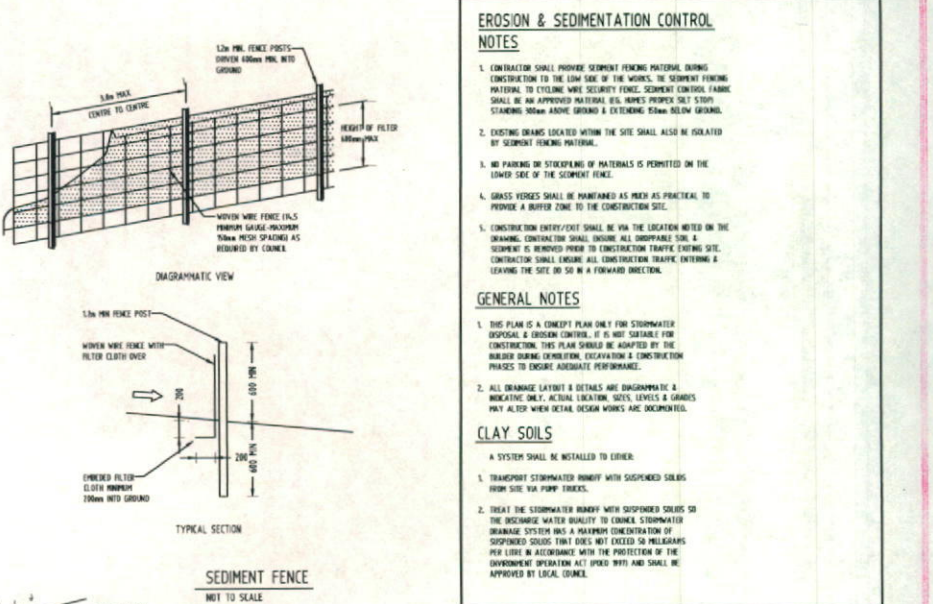 1.2m MIN. FENCE POSTS
DRIVEN 600mm MIN. INTO
GROUND
3.0m MAX
CENTRE TO CENTRE
HEIGHT OF FILTER
600mm MAX
WOVEN WIRE FENCE (14.5
MINIMUM GAUGE-MAXIMUM
150mm MESH SPACING) AS
REQUIRED BY COUNCIL
DIAGRAMMATIC VIEW
MIN FENCE POST
WOVEN WIRE FENCE WITH
FILTER CLOTH OVER
200
600 MIN
200
600 MIN
EMBEDED FILTER
CLOTH MINIMUM
200mm INTO GROUND
TYPICAL SECTION
SEDIMENT FENCE
NOT TO SCALE
EROSION & SEDIMENTATION CONTROL
NOTES
1. CONTRACTOR SHALL PROVIDE SEDIMENT FENCING MATERIAL DURING
CONSTRUCTION TO THE LOW SIDE OF THE WORKS. TIE SEDIMENT FENCING
MATERIAL TO CYCLONE WIRE SECURITY FENCE. SEDIMENT CONTROL FABRIC
SHALL BE AN APPROVED MATERIAL (EG. HUMES PROPEX SILT STOP)
STANDING 300mm ABOVE GROUND & EXTENDING 150mm BELOW GROUND.
2. EXISTING DRAINS LOCATED WITHIN THE SITE SHALL ALSO BE ISOLATED
BY SEDIMENT FENCING MATERIAL.
3. NO PARKING OR STOCKPILING OF MATERIALS IS PERMITTED ON THE
LOWER SIDE OF THE SEDIMENT FENCE.
4. GRASS VERGES SHALL BE MAINTAINED AS MUCH AS PRACTICAL TO
PROVIDE A BUFFER ZONE TO THE CONSTRUCTION SITE.
5. CONSTRUCTION ENTRY/EXIT SHALL BE VIA THE LOCATION NOTED ON THE
DRAWING. CONTRACTOR SHALL ENSURE ALL DROPPABLE SOIL &
SEDIMENT IS REMOVED PRIOR TO CONSTRUCTION TRAFFIC EXITING SITE.
CONTRACTOR SHALL ENSURE ALL CONSTRUCTION TRAFFIC ENTERING &
LEAVING THE SITE DO SO IN A FORWARD DIRECTION.
GENERAL NOTES
1. THIS PLAN IS A CONCEPT PLAN ONLY FOR STORMWATER
DISPOSAL & EROSION CONTROL. IT IS NOT SUITABLE FOR
CONSTRUCTION. THIS PLAN SHOULD BE ADAPTED BY THE
BUILDER DURING DEMOLITION, EXCAVATION & CONSTRUCTION
PHASES TO ENSURE ADEQUATE PERFORMANCE.
2. ALL DRAINAGE LAYOUT & DETAILS ARE DIAGRAMMATIC &
INDICATIVE ONLY. ACTUAL LOCATION, SIZES, LEVELS & GRADES
MAY ALTER WHEN DETAIL DESIGN WORKS ARE DOCUMENTED.
CLAY SOILS
A SYSTEM SHALL BE INSTALLED TO EITHER:
1. TRANSPORT STORMWATER RUNOFF WITH SUSPENDED SOLIDS
FROM SITE VIA PUMP TRUCKS.
2. TREAT THE STORMWATER RUNOFF WITH SUSPENDED SOLIDS SO
THE DISCHARGE WATER QUALITY TO COUNCIL STORMWATER
DRAINAGE SYSTEM HAS A MAXIMUM CONCENTRATION OF
SUSPENDED SOLIDS THAT DOES NOT EXCEED 50 MILLIGRAMS
PER LITRE IN ACCORDANCE WITH THE PROTECTION OF THE
ENVIRONMENT OPERATION ACT (POEO 1997) AND SHALL BE
APPROVED BY LOCAL COUNCIL